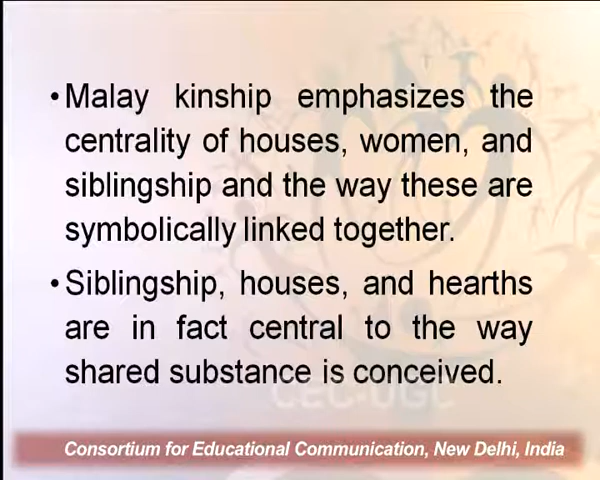 •Malay kinship emphasizes the
centrality of houses, women, and
siblingship and the way these are
symbolically linked together.
•Siblingship, houses, and hearths
are in fact central to the way
shared substance is conceived.
CEC-UGC
Consortium for Educational Communication, New Delhi, India